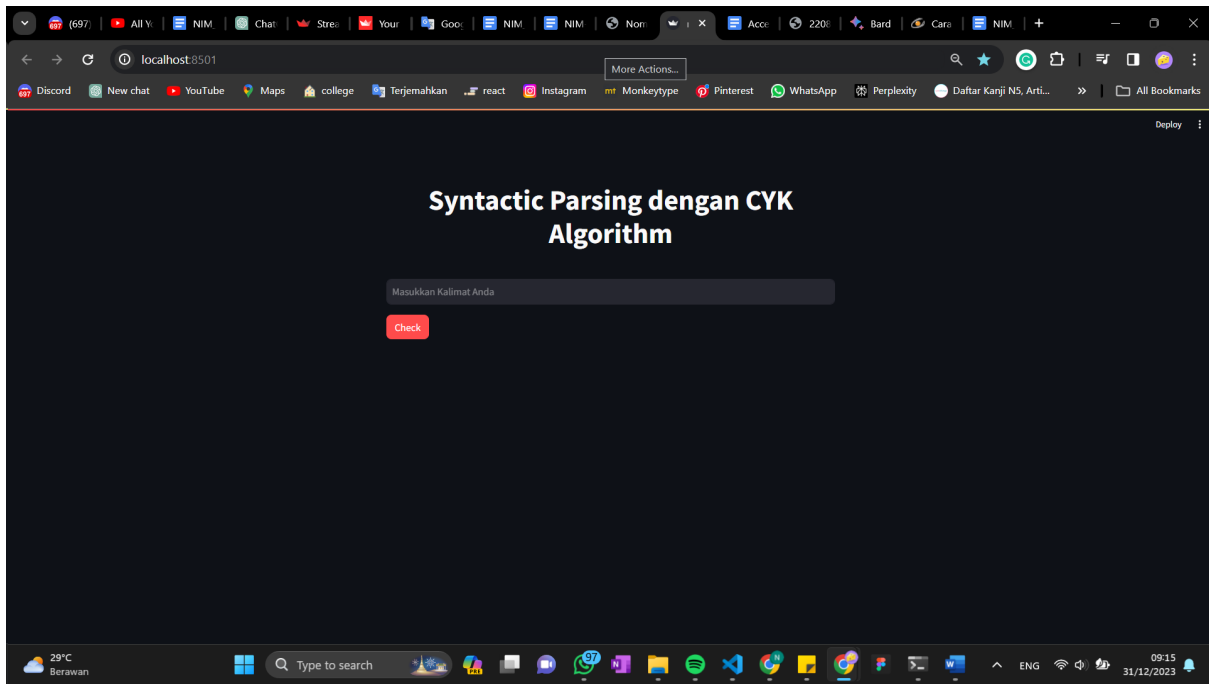 (697)
All Y
NIM
Chat
Strea
Your
Goo
NIM
NIM
Nom
Acce
2208
Bard
Cara
NIM
localhost:8501
More Actions...
697 Discord
New chat
YouTube
Maps
college
Terjemahkan
react
Instagram
mt Monkeytype
Pinterest
WhatsApp
Perplexity
Daftar Kanji N5, Arti...
All Bookmarks
Deploy
Syntactic Parsing dengan CYK
Algorithm
Masukkan Kalimat Anda
Check
29°C
Berawan
Type to search
97
ENG
09:15
31/12/2023